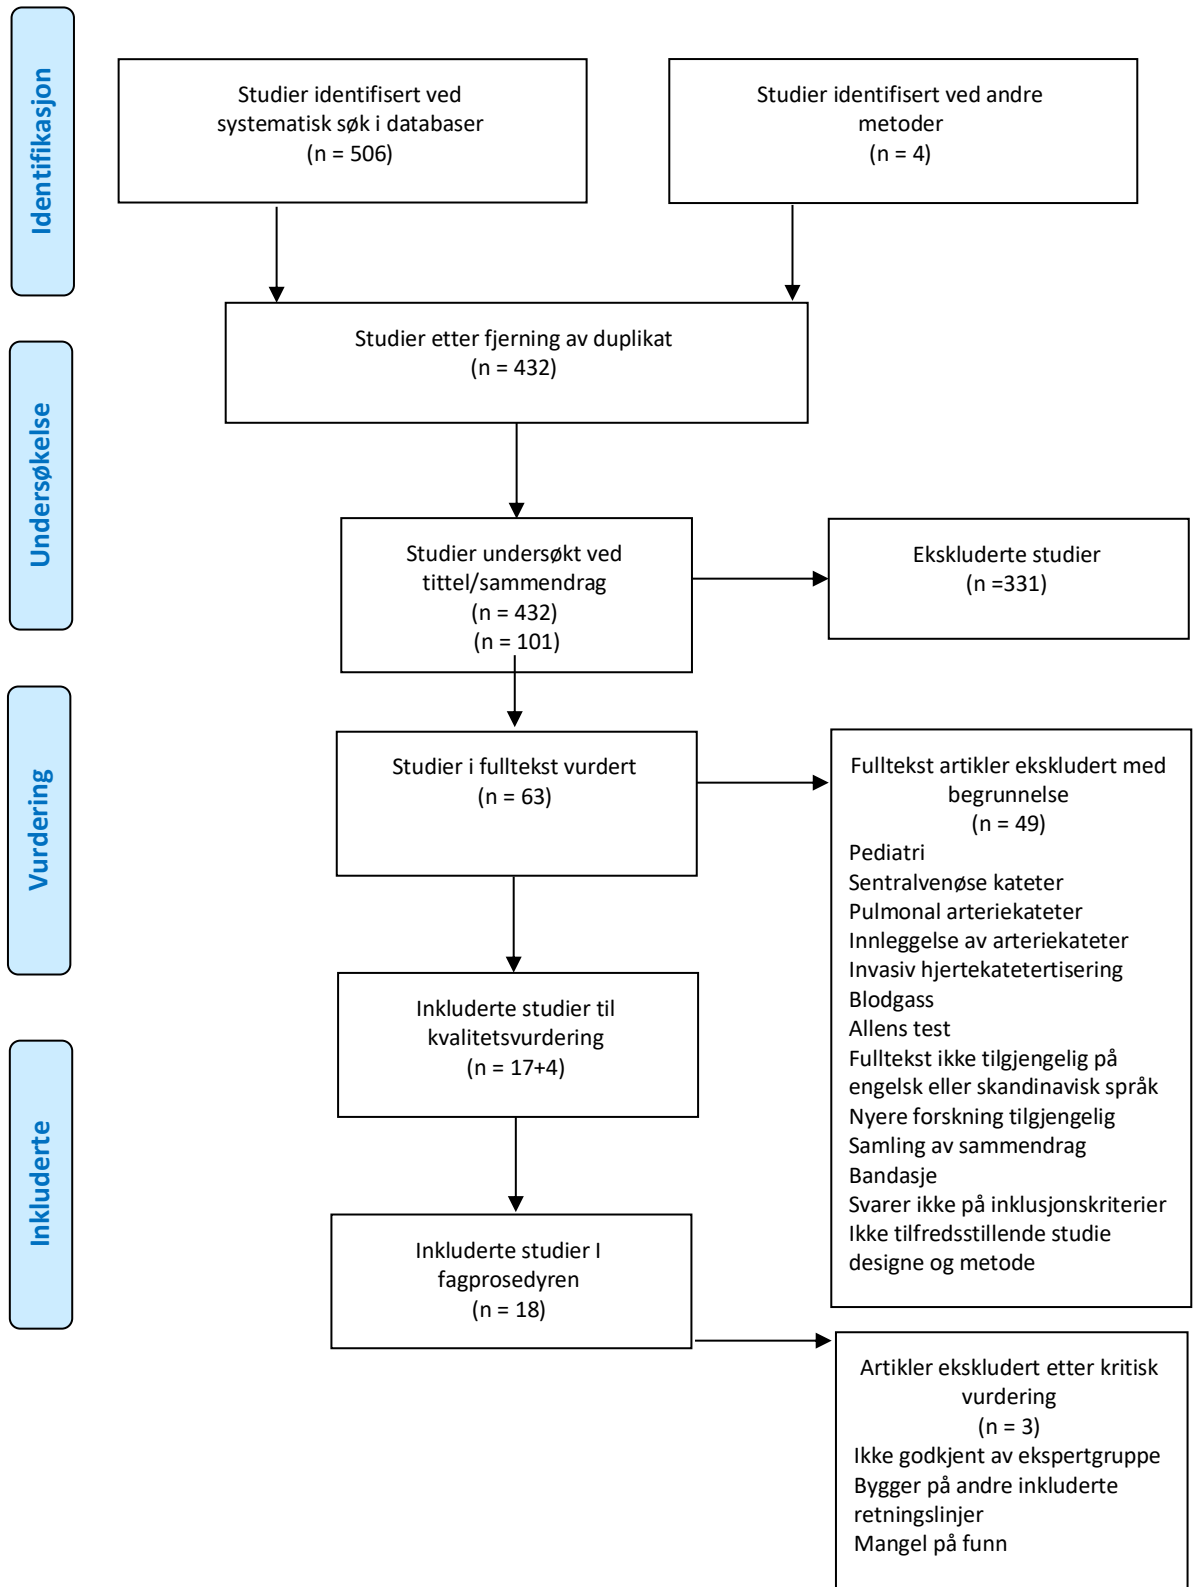 Identifikasjon
Studier identifisert ved
systematisk søk i databaser
(n = 506)
Studier identifisert ved andre
metoder
(n = 4)
Studier etter fjerning av duplikat
(n = 432)
Undersøkelse
Studier undersøkt ved
tittel/sammendrag
(n = 432)
(n = 101)
Ekskluderte studier
(n =331)
Vurdering
Studier i fulltekst vurdert
(n = 63)
Fulltekst artikler ekskludert med
begrunnelse
(n = 49)
Pediatri
Sentralvenøse kateter
Pulmonal arteriekateter
Innleggelse av arteriekateter
Invasiv hjertekatetertisering
Blodgass
Allens test
Fulltekst ikke tilgjengelig på
engelsk eller skandinavisk språk
Nyere forskning tilgjengelig
Samling av sammendrag
Bandasje
Svarer ikke på inklusjonskriterier
Ikke tilfredsstillende studie
designe og metode
Inkluderte studier til
kvalitetsvurdering
(n = 17+4)
Inkluderte
Inkluderte studier I
fagprosedyren
(n = 18)
Artikler ekskludert etter kritisk
vurdering
(n = 3)
Ikke godkjent av ekspertgruppe
Bygger på andre inkluderte
retningslinjer
Mangel på funn